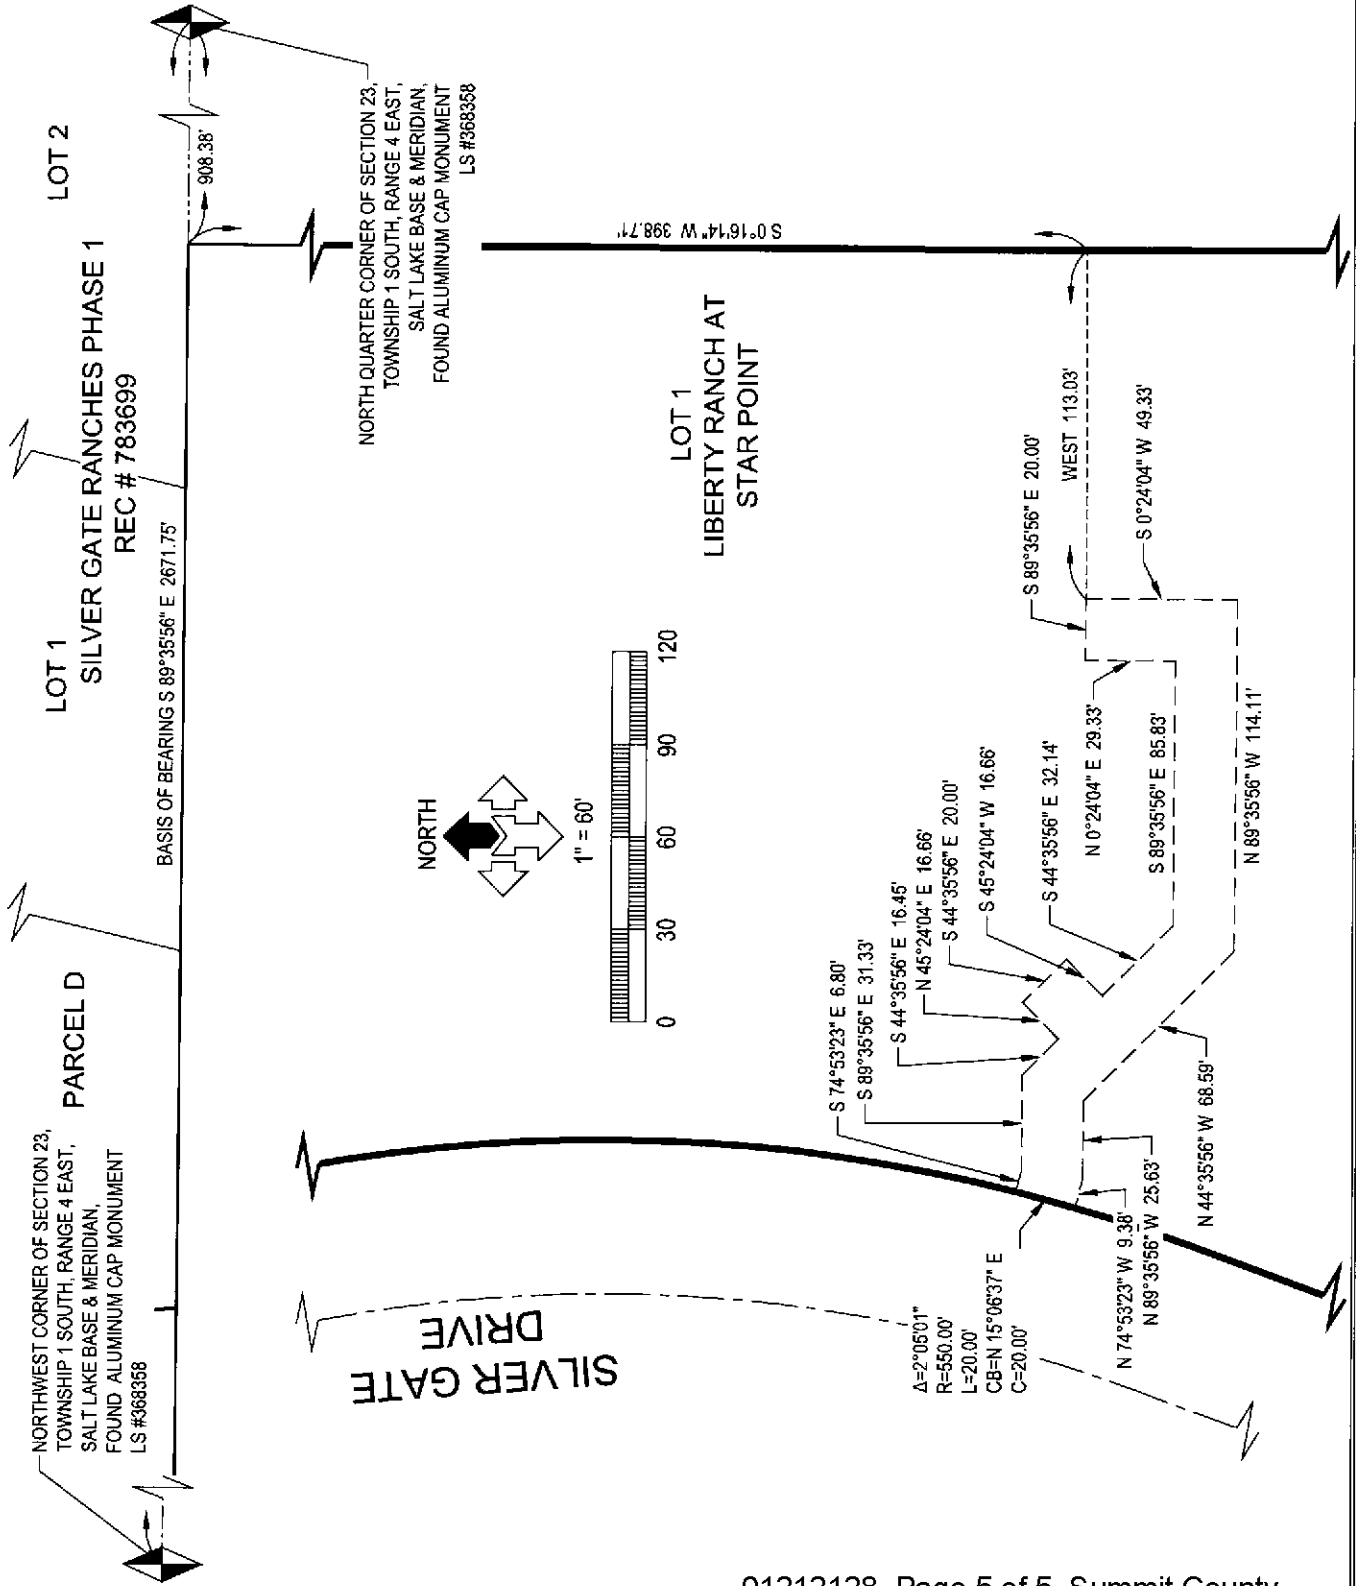 NORTHWEST CORNER OF SECTION 23,
TOWNSHIP 1 SOUTH, RANGE 4 EAST,
SALT LAKE BASE & MERIDIAN,
FOUND ALUMINUM CAP MONUMENT
LS #368358
PARCEL D
LOT 1
SILVER GATE RANCHES PHASE 1
REC # 783699
LOT 2
BASIS OF BEARING S 89°35'56" E 2671.75'
908.38'
NORTH QUARTER CORNER OF SECTION 23,
TOWNSHIP 1 SOUTH, RANGE 4 EAST,
SALT LAKE BASE & MERIDIAN,
FOUND ALUMINUM CAP MONUMENT
LS #368358
S 0°16'14" W 398.71'
NORTH
1" = 60'
0
30
60
90
120
LOT 1
LIBERTY RANCH AT
STAR POINT
SILVER GATE
DRIVE
S 74°53'23" E 6.80'
S 89°35'56" E 31.33'
S 44°35'56" E 16.45'
N 45°24'04" E 16.66'
S 44°35'56" E 20.00'
S 45°24'04" W 16.66'
S 44°35'56" E 32.14'
N 0°24'04" E 29.33'
S 89°35'56" E 85.83'
S 89°35'56" E 20.00'
WEST 113.03'
S 0°24'04" W 49.33'
N 89°35'56" W 114.11'
N 44°35'56" W 68.59'
N 89°35'56" W 25.63'
N 74°53'23" W 9.38'
Δ=2°05'01"
R=550.00'
L=20.00'
CB=N 15°06'37" E
C=20.00'
01212128 Page 5 of 5 Summit County